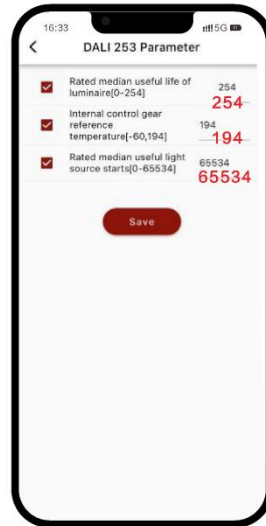 16:33
5G
DALI 253 Parameter
Rated median useful life of
luminaire[0-254]
254
254
Internal control gear
reference
temperature[-60,194]
194
194
Rated median useful light
source starts[0-65534]
65534
65534
Save